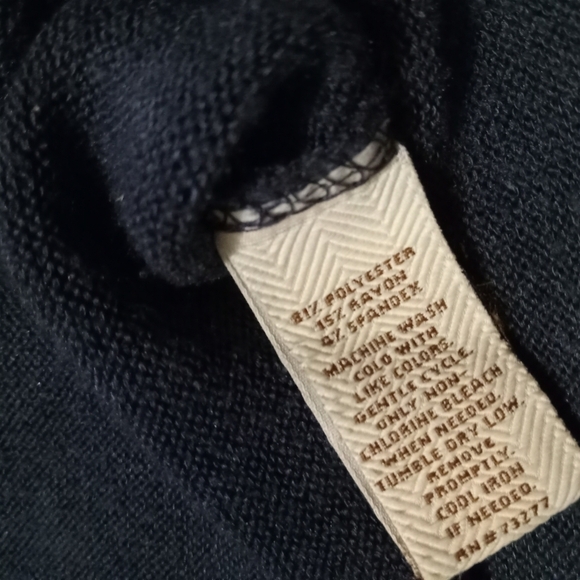 81% POLYESTER
15% RAYON
4% SPANDEX
MACHINE WASH
COLD WITH
LIKE COLORS.
GENTLE CYCLE.
ONLY NON
CHLORINE BLEACH
WHEN NEEDED.
TUMBLE DRY LOW.
REMOVE
PROMPTLY.
COOL IRON
IF NEEDED.
RN# 73277